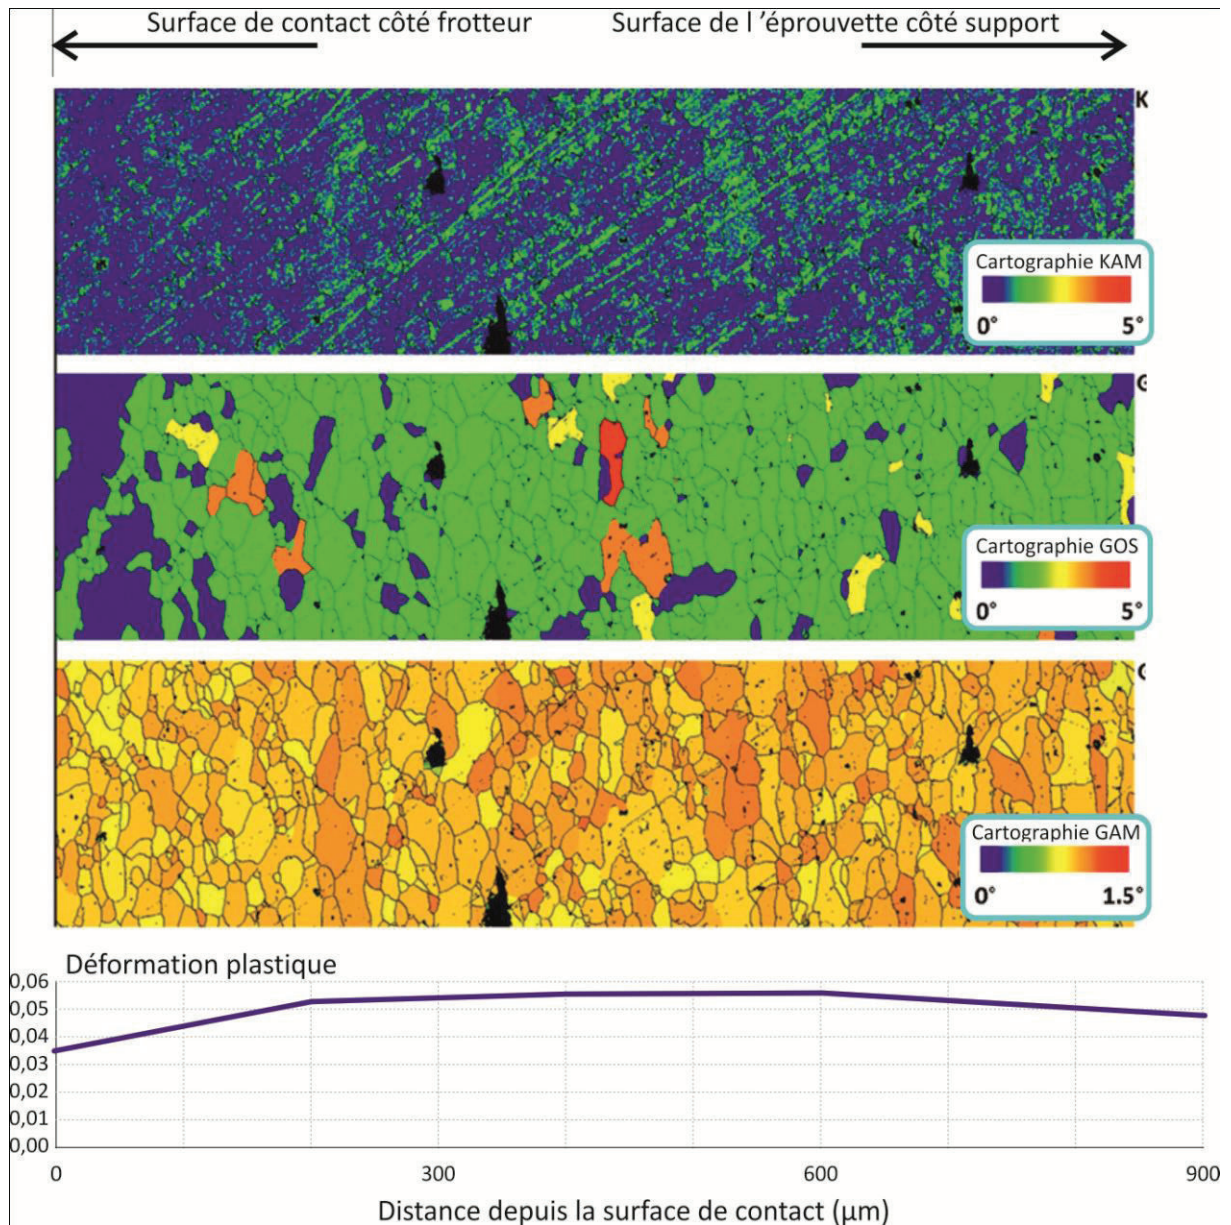 Surface de contact côté frotteur
Surface de l ’éprouvette côté support
K
Cartographie KAM
0° 5°
G
Cartographie GOS
0° 5°
Cartographie GAM
0° 1.5°
Déformation plastique
0,06
0,05
0,04
0,03
0,02
0,01
0,00
0 300 600 900
Distance depuis la surface de contact (µm)